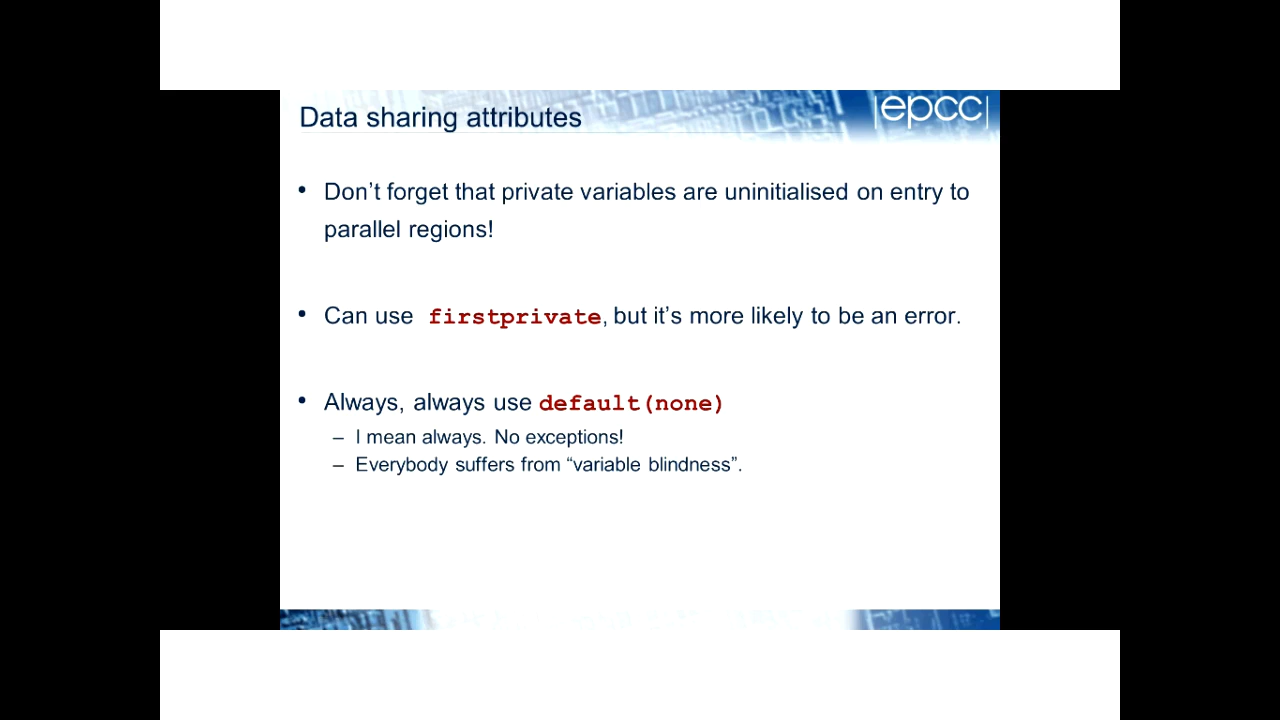 Data sharing attributes
|epcc|
• Don’t forget that private variables are uninitialised on entry to
parallel regions!
• Can use firstprivate, but it’s more likely to be an error.
• Always, always use default(none)
– I mean always. No exceptions!
– Everybody suffers from “variable blindness”.